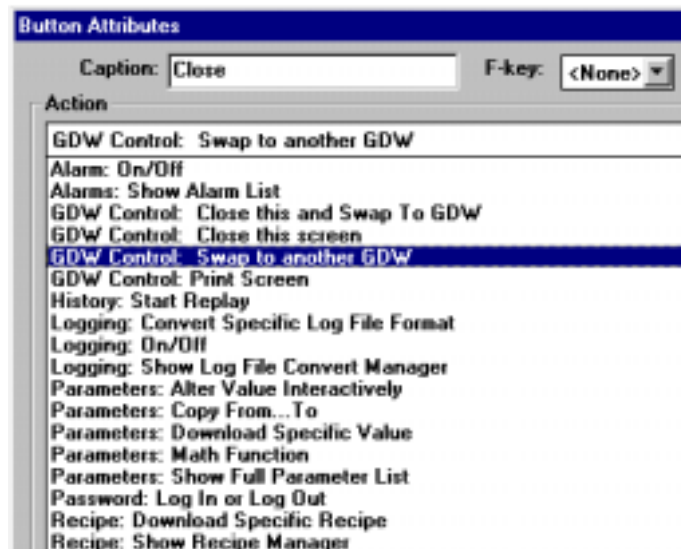 Button Attributes
Caption: Close F-key: <None>
Action
GDW Control: Swap to another GDW
Alarm: On/Off
Alarms: Show Alarm List
GDW Control: Close this and Swap To GDW
GDW Control: Close this screen
GDW Control: Swap to another GDW
GDW Control: Print Screen
History: Start Replay
Logging: Convert Specific Log File Format
Logging: On/Off
Logging: Show Log File Convert Manager
Parameters: Alter Value Interactively
Parameters: Copy From...To
Parameters: Download Specific Value
Parameters: Math Function
Parameters: Show Full Parameter List
Password: Log In or Log Out
Recipe: Download Specific Recipe
Recipe: Show Recipe Manager